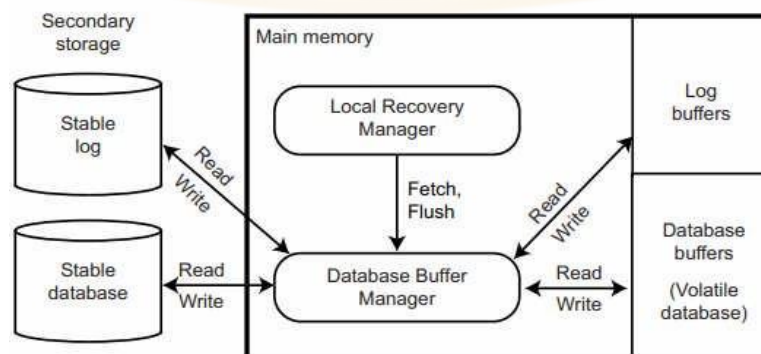 Secondary
storage
Main memory
Stable
log
Local Recovery
Manager
Log
buffers
Read
Write
Fetch,
Flush
Read
Write
Stable
database
Read
Write
Database Buffer
Manager
Read
Write
Database
buffers
(Volatile
database)